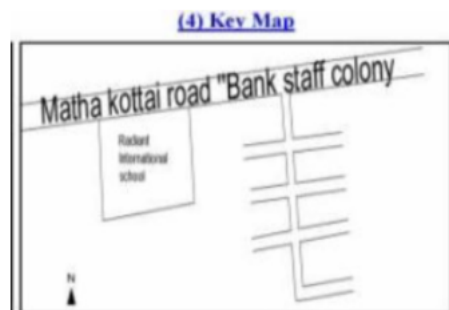 (4) Key Map
Matha kottai road "Bank staff colony
Radiant
International
school
N